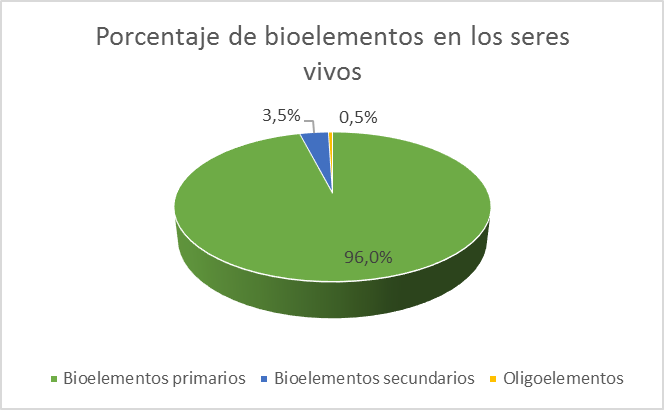 Porcentaje de bioelementos en los seres
vivos
3,5%
0,5%
96,0%
Bioelementos primarios
Bioelementos secundarios
Oligoelementos